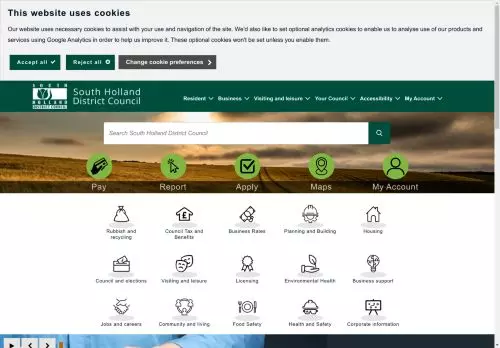 This website uses cookies
Our website uses necessary cookies to assist with your use and navigation of the site. We'd also like to set optional analytics cookies to enable us to analyse use of our products
and services using Google Analytics in order to help us improve it. These optional cookies won't be set unless you enable them.
Accept all
Reject all
Change cookie preferences
SOUTH
HOLLAND
DISTRICT COUNCIL
South Holland
District Council
Resident
Business
Visiting and leisure
Your Council
Accessibility
My Account
Search South Holland District Council
Pay
Report
Apply
Maps
My Account
Rubbish and
recycling
Council Tax and
Benefits
Business Rates
Planning and Building
Housing
Council and elections
Visiting and leisure
Licensing
Environmental Health
Business support
Jobs and careers
Community and living
Food Safety
Health and Safety
Corporate information